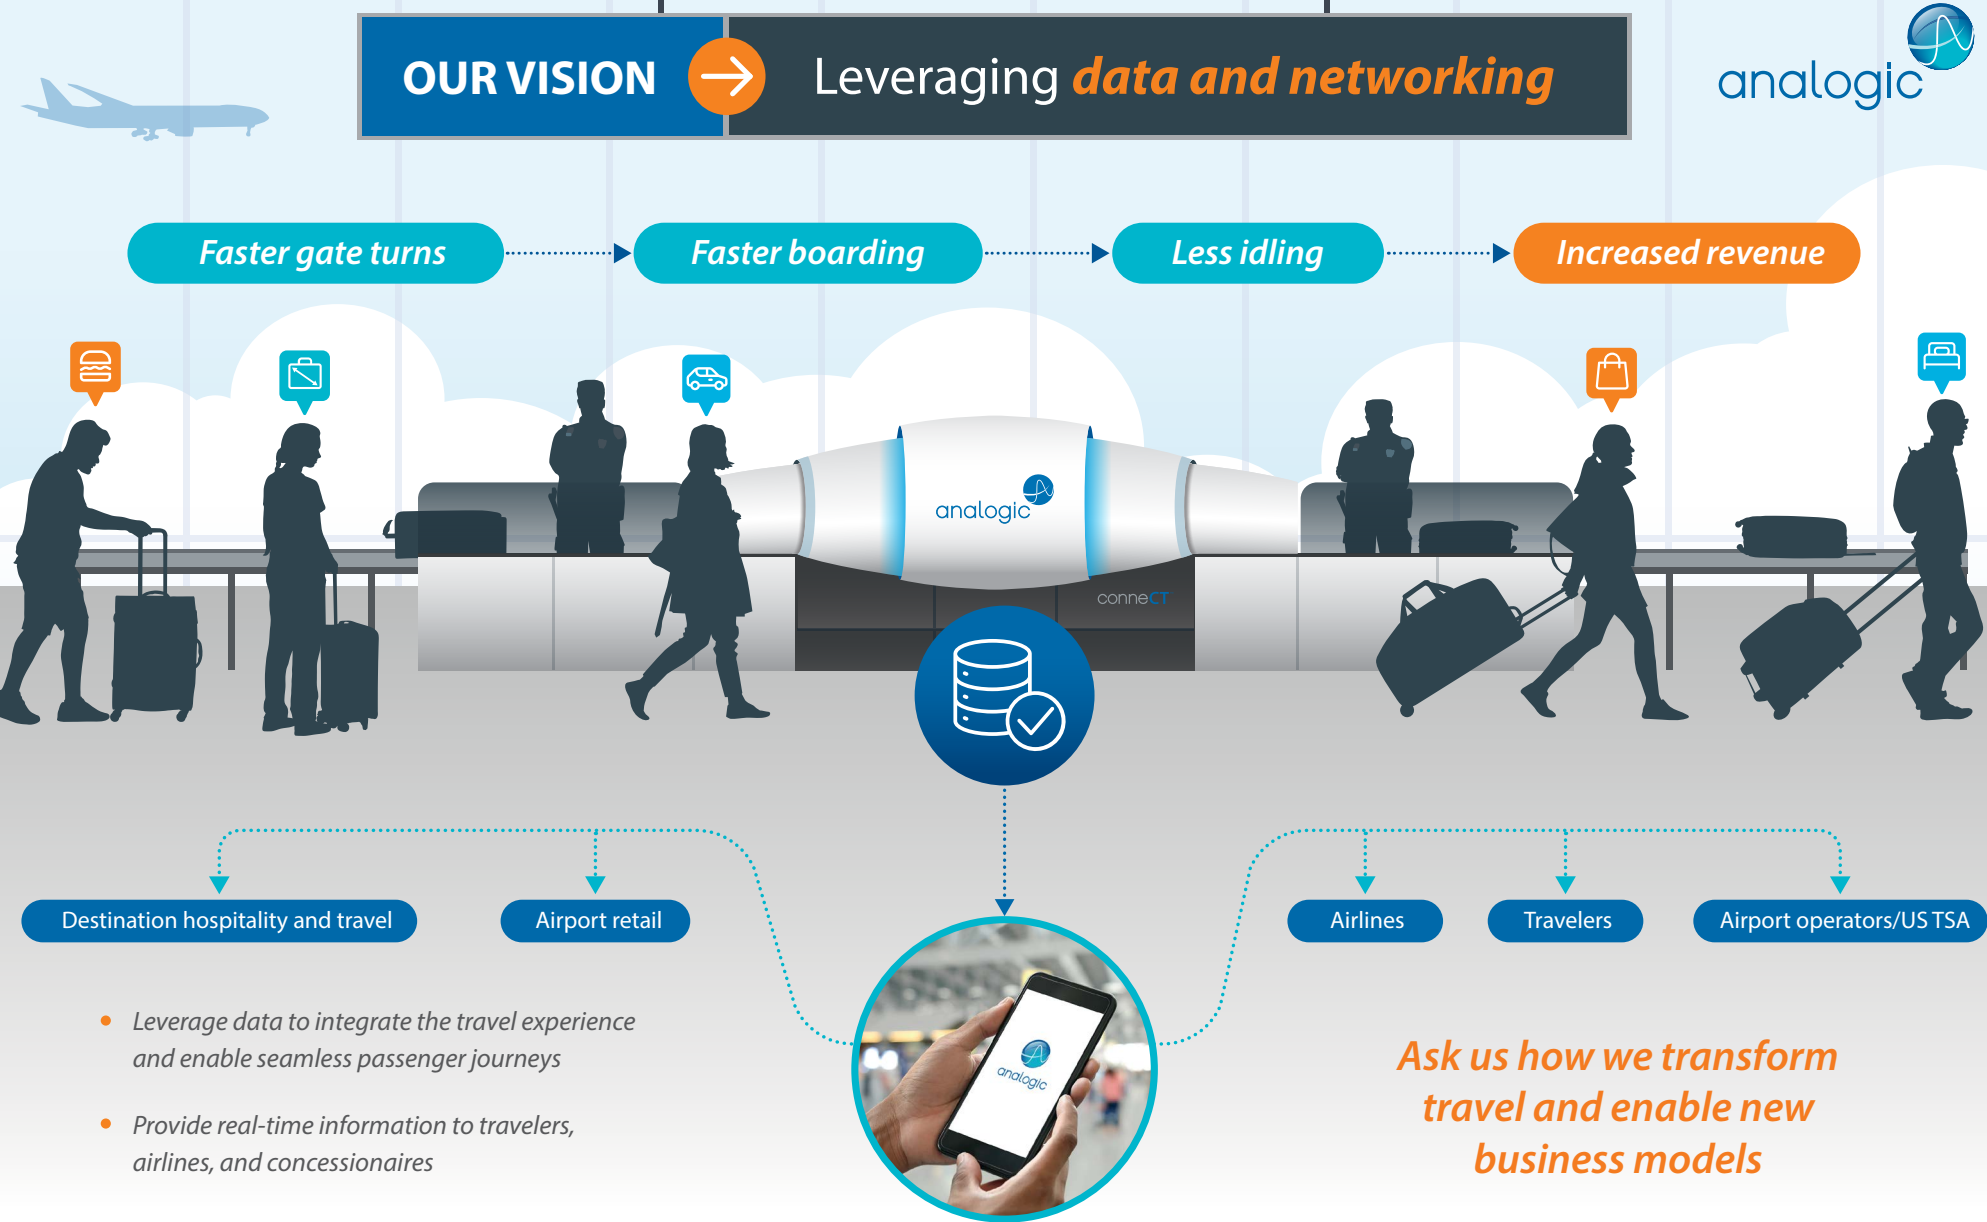 OUR VISION
Leveraging data and networking
analogic
Faster gate turns
Faster boarding
Less idling
Increased revenue
analogic
conneCT
Destination hospitality and travel
Airport retail
Airlines
Travelers
Airport operators/US TSA
• Leverage data to integrate the travel experience
and enable seamless passenger journeys
• Provide real-time information to travelers,
airlines, and concessionaires
analogic
Ask us how we transform
travel and enable new
business models